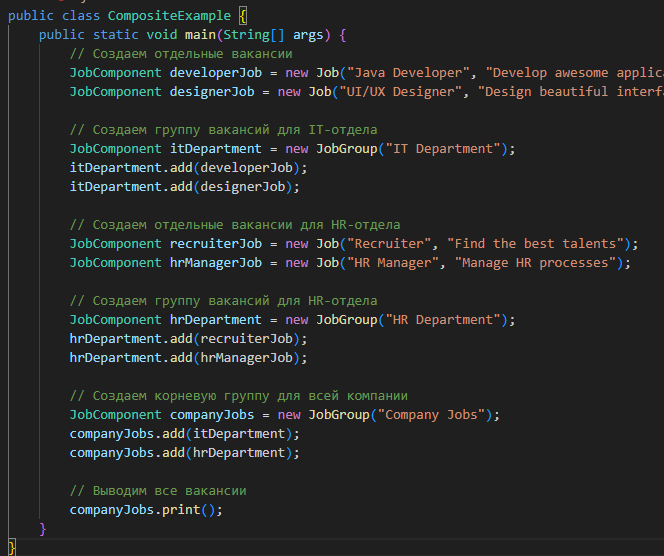 public class CompositeExample {
public static void main(String[] args) {
// Создаем отдельные вакансии
JobComponent developerJob = new Job("Java Developer", "Develop awesome applica
JobComponent designerJob = new Job("UI/UX Designer", "Design beautiful interfa
// Создаем группу вакансий для IT-отдела
JobComponent itDepartment = new JobGroup("IT Department");
itDepartment.add(developerJob);
itDepartment.add(designerJob);
// Создаем отдельные вакансии для HR-отдела
JobComponent recruiterJob = new Job("Recruiter", "Find the best talents");
JobComponent hrManagerJob = new Job("HR Manager", "Manage HR processes");
// Создаем группу вакансий для HR-отдела
JobComponent hrDepartment = new JobGroup("HR Department");
hrDepartment.add(recruiterJob);
hrDepartment.add(hrManagerJob);
// Создаем корневую группу для всей компании
JobComponent companyJobs = new JobGroup("Company Jobs");
companyJobs.add(itDepartment);
companyJobs.add(hrDepartment);
// Выводим все вакансии
companyJobs.print();
}
}